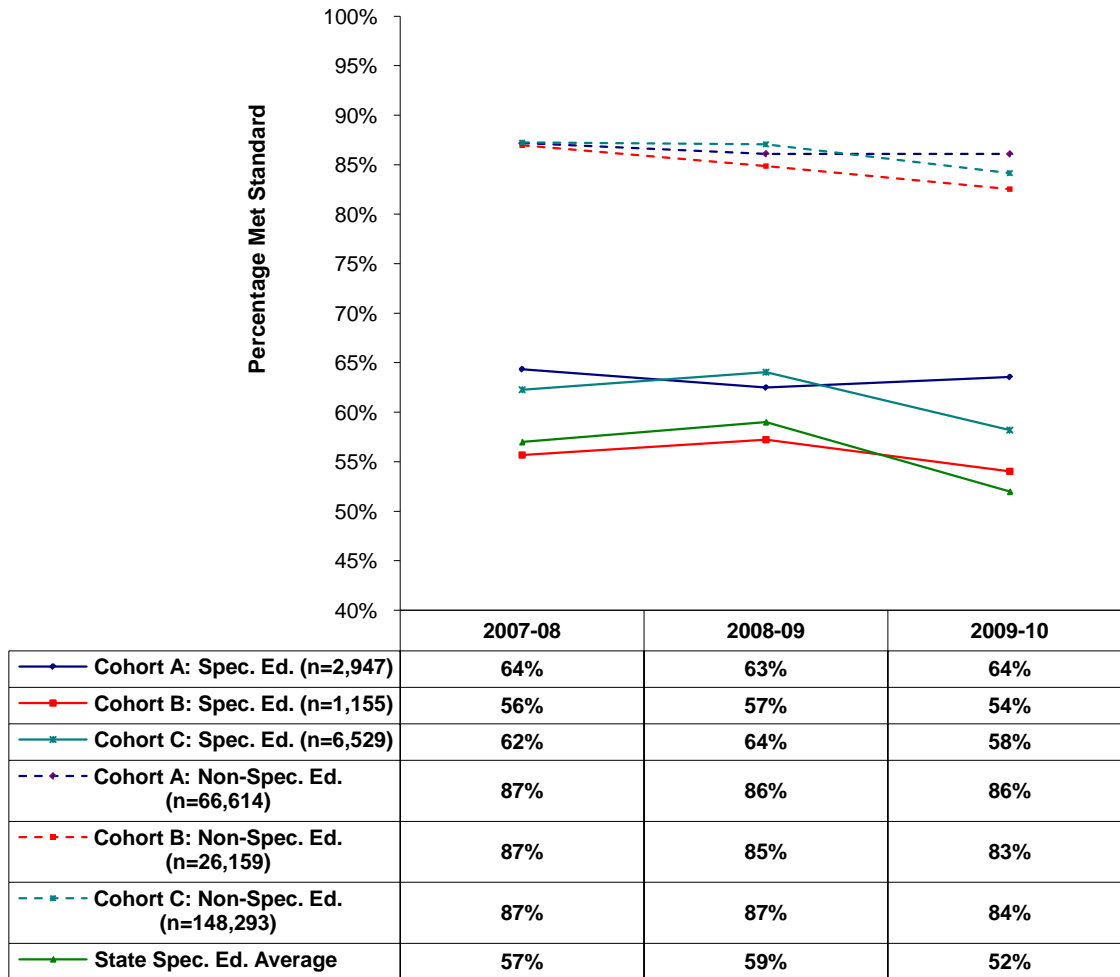 100%
95%
90%
85%
80%
75%
70%
65%
60%
55%
50%
45%
40%
Percentage Met Standard
2007-08 2008-09 2009-10
Cohort A: Spec. Ed. (n=2,947) 64% 63% 64%
Cohort B: Spec. Ed. (n=1,155) 56% 57% 54%
Cohort C: Spec. Ed. (n=6,529) 62% 64% 58%
Cohort A: Non-Spec. Ed.
(n=66,614) 87% 86% 86%
Cohort B: Non-Spec. Ed.
(n=26,159) 87% 85% 83%
Cohort C: Non-Spec. Ed.
(n=148,293) 87% 87% 84%
State Spec. Ed. Average 57% 59% 52%